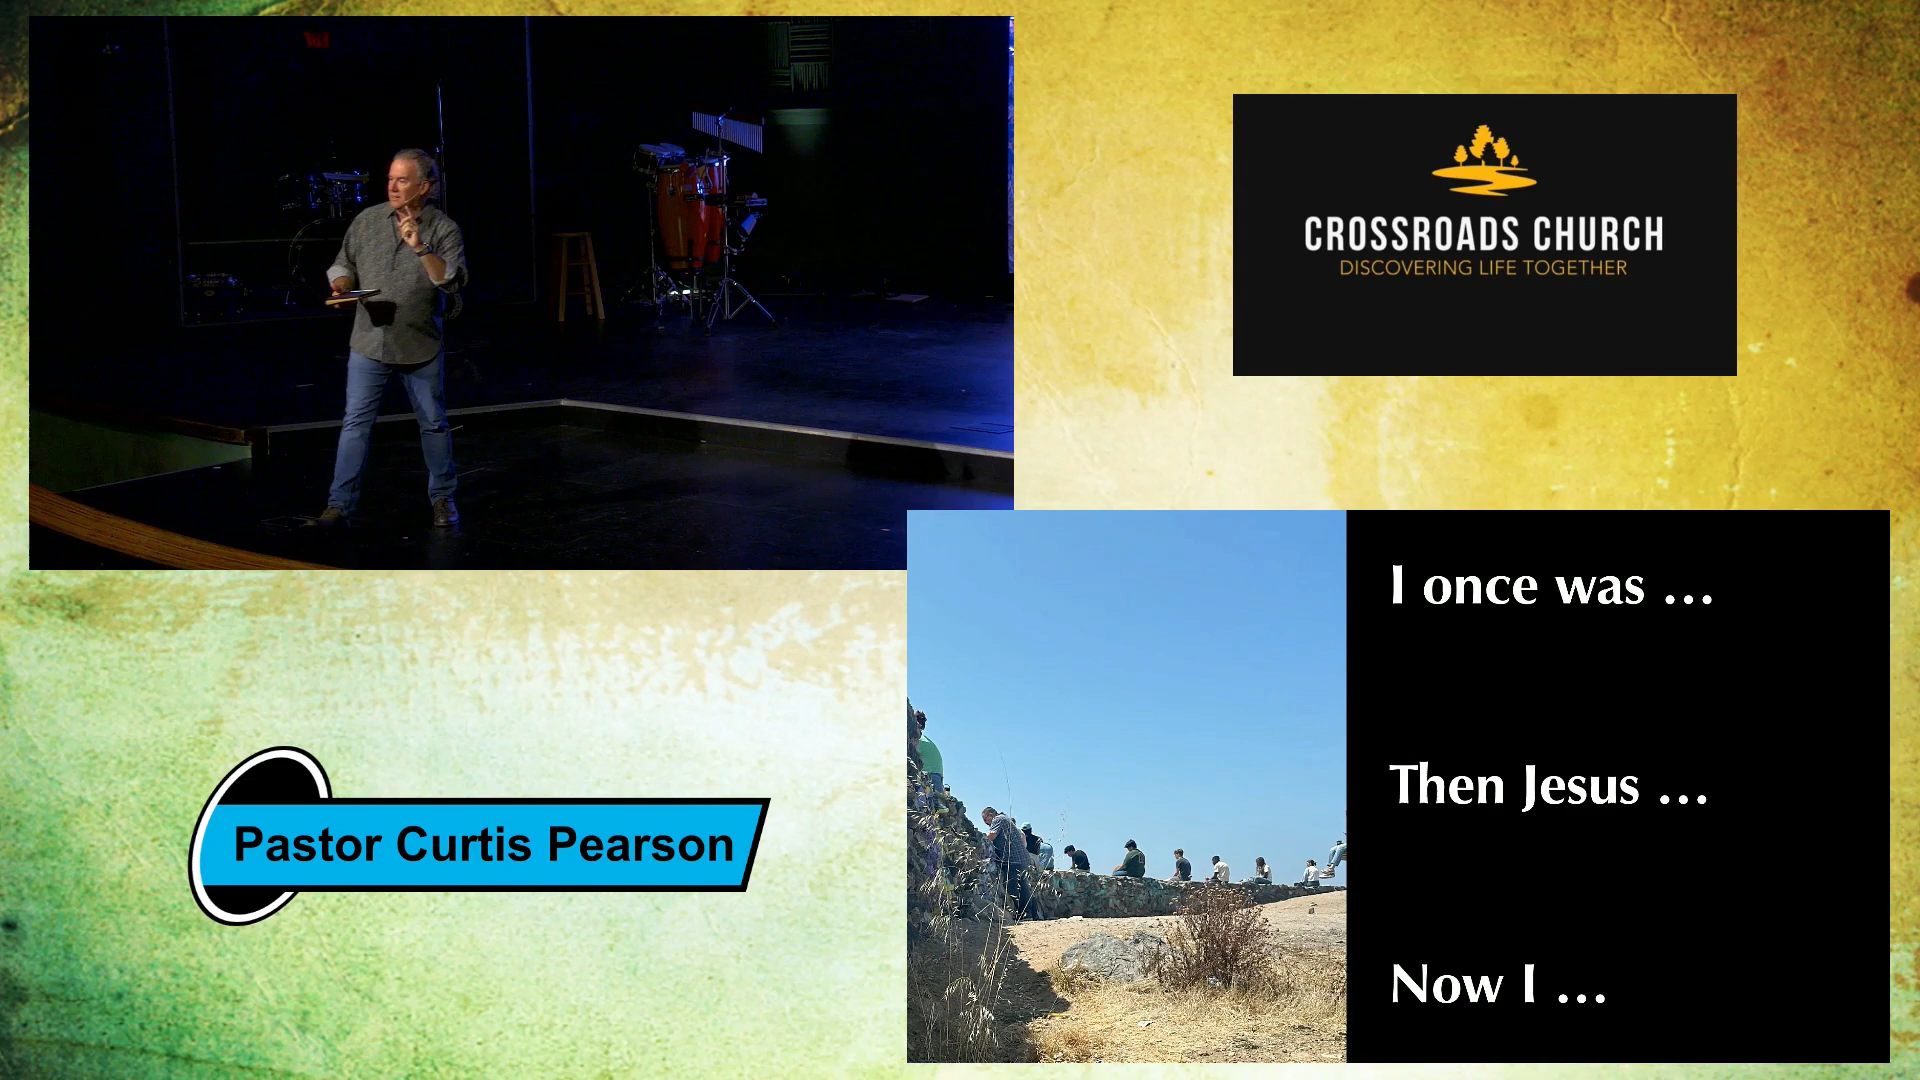 CROSSROADS CHURCH
DISCOVERING LIFE TOGETHER
I once was …
Then Jesus …
Now I …
Pastor Curtis Pearson